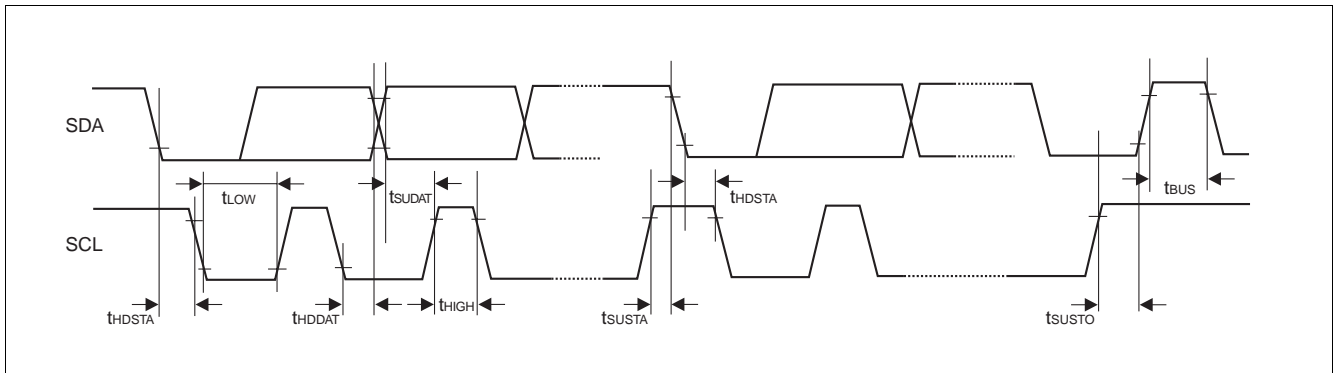 SDA
tLOW
tSUDAT
tHDSTA
tBUS
SCL
tHDSTA
tHDDAT
tHIGH
tSUSTA
tSUSTO